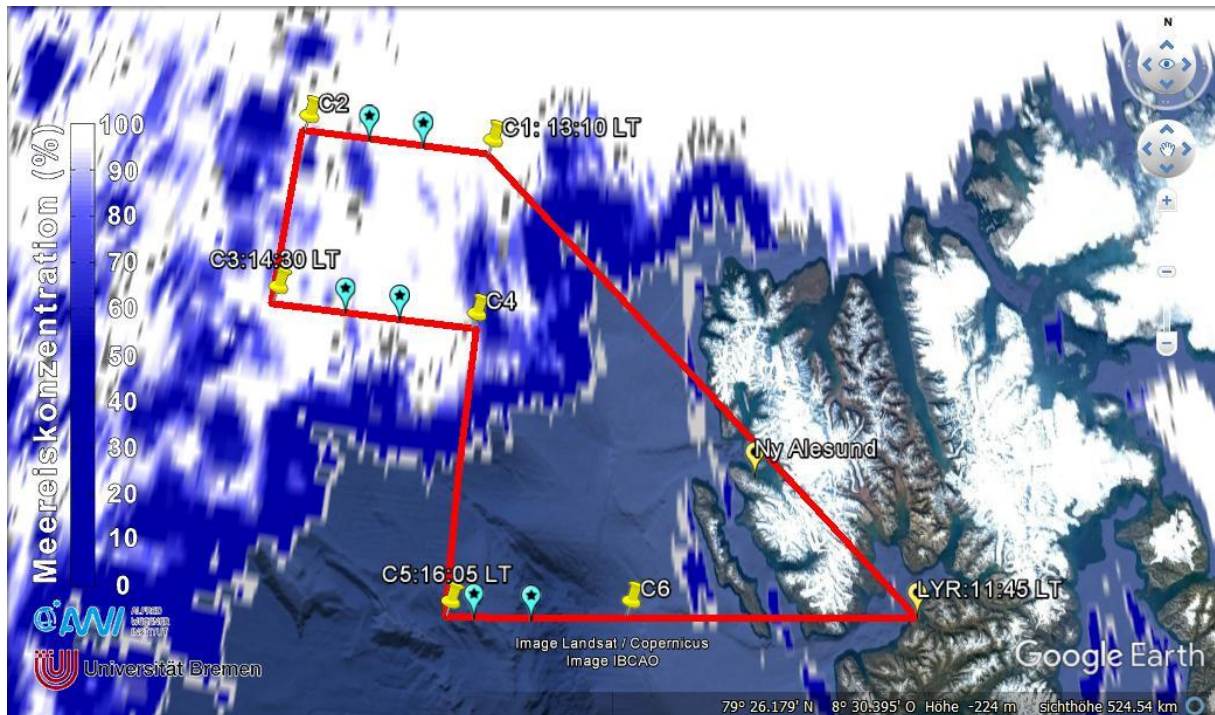 N
C2
C1: 13:10 LT
C3:14:30 LT
C4
Ny Alesund
C5:16:05 LT
C6
LYR:11:45 LT
Meereiskonzentration (%)
100
90
80
70
60
50
40
30
20
10
0
AWI ALFRED WEGENER INSTITUT
Universität Bremen
Image Landsat / Copernicus
Image IBCAO
Google Earth
79° 26.179' N 8° 30.395' O Höhe -224 m sichthöhe 524.54 km